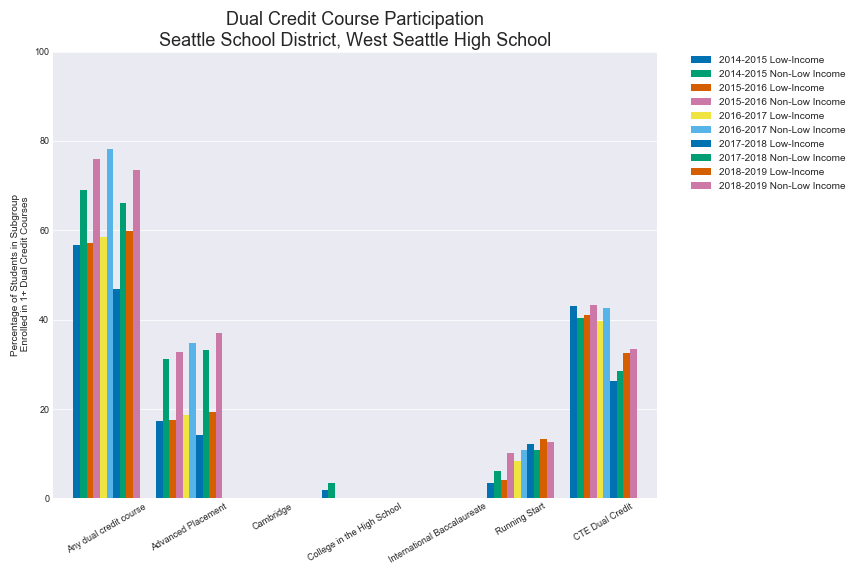 Dual Credit Course Participation
Seattle School District, West Seattle High School
Percentage of Students in Subgroup
Enrolled in 1+ Dual Credit Courses
100
80
60
40
20
0
Any dual credit course
Advanced Placement
Cambridge
College in the High School
International Baccalaureate
Running Start
CTE Dual Credit
2014-2015 Low-Income
2014-2015 Non-Low Income
2015-2016 Low-Income
2015-2016 Non-Low Income
2016-2017 Low-Income
2016-2017 Non-Low Income
2017-2018 Low-Income
2017-2018 Non-Low Income
2018-2019 Low-Income
2018-2019 Non-Low Income